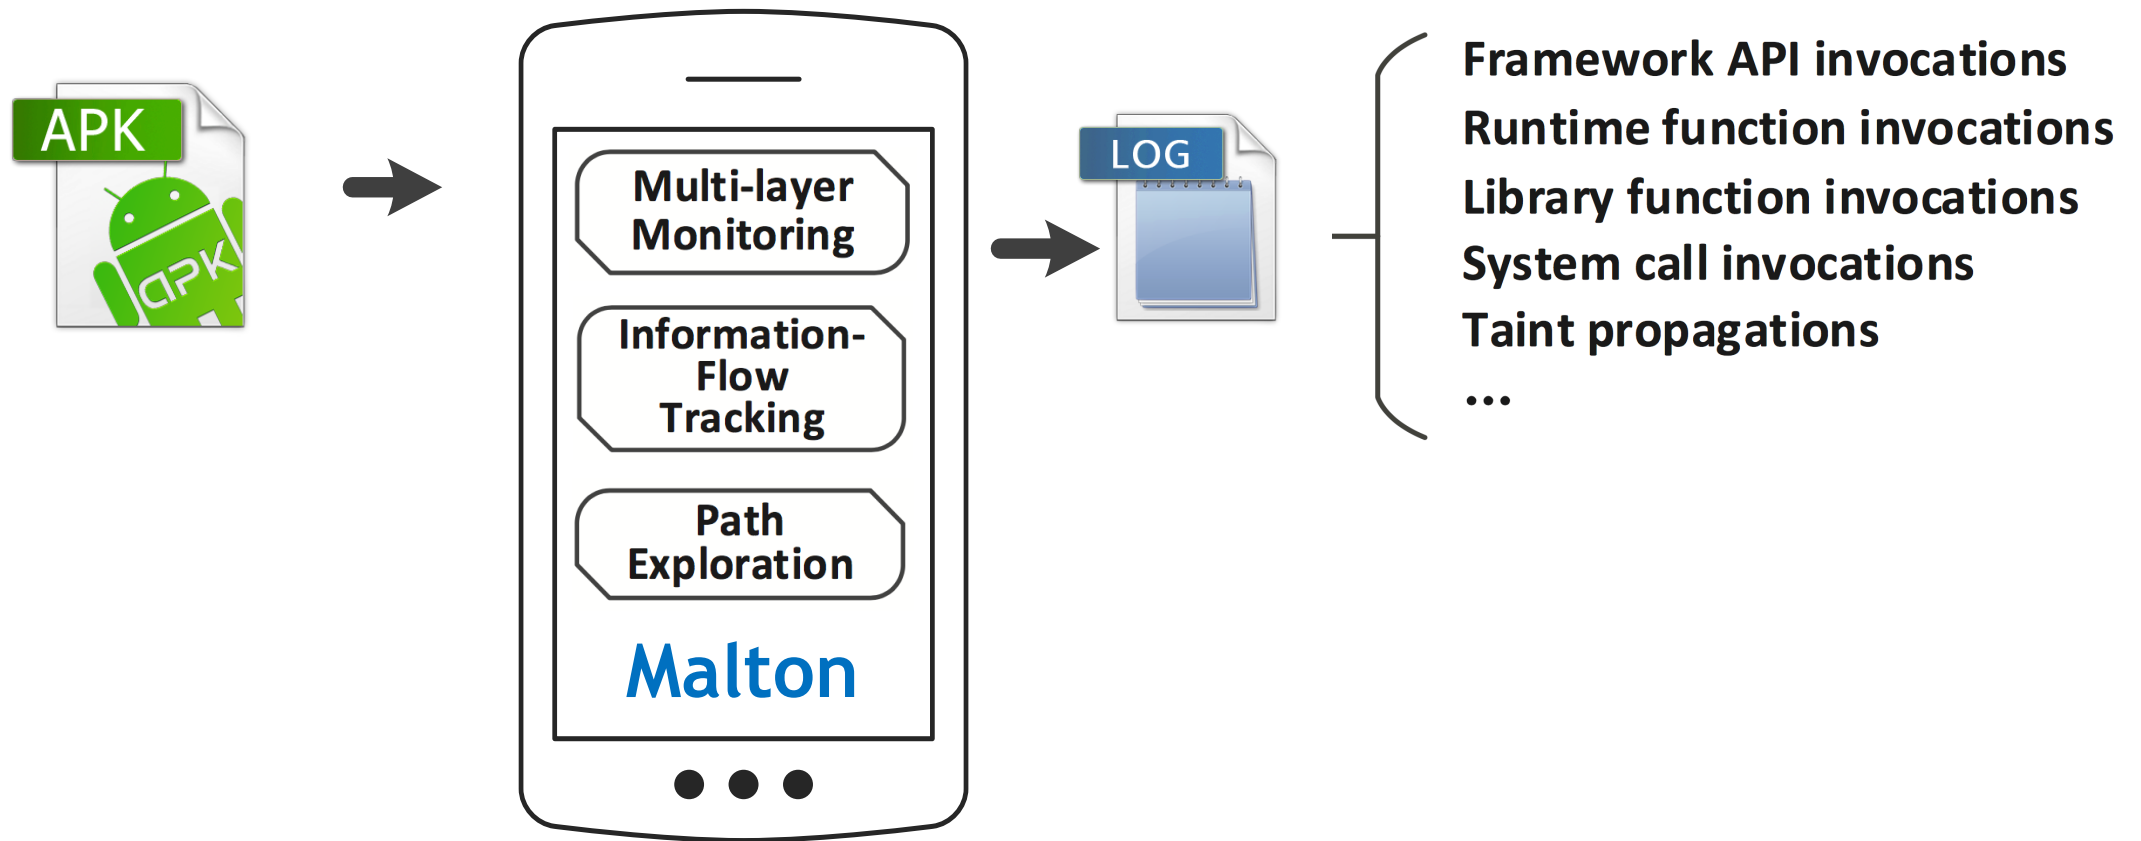 APK
APK
Multi-layer
Monitoring
Information-
Flow
Tracking
Path
Exploration
Malton
LOG
Framework API invocations
Runtime function invocations
Library function invocations
System call invocations
Taint propagations
...